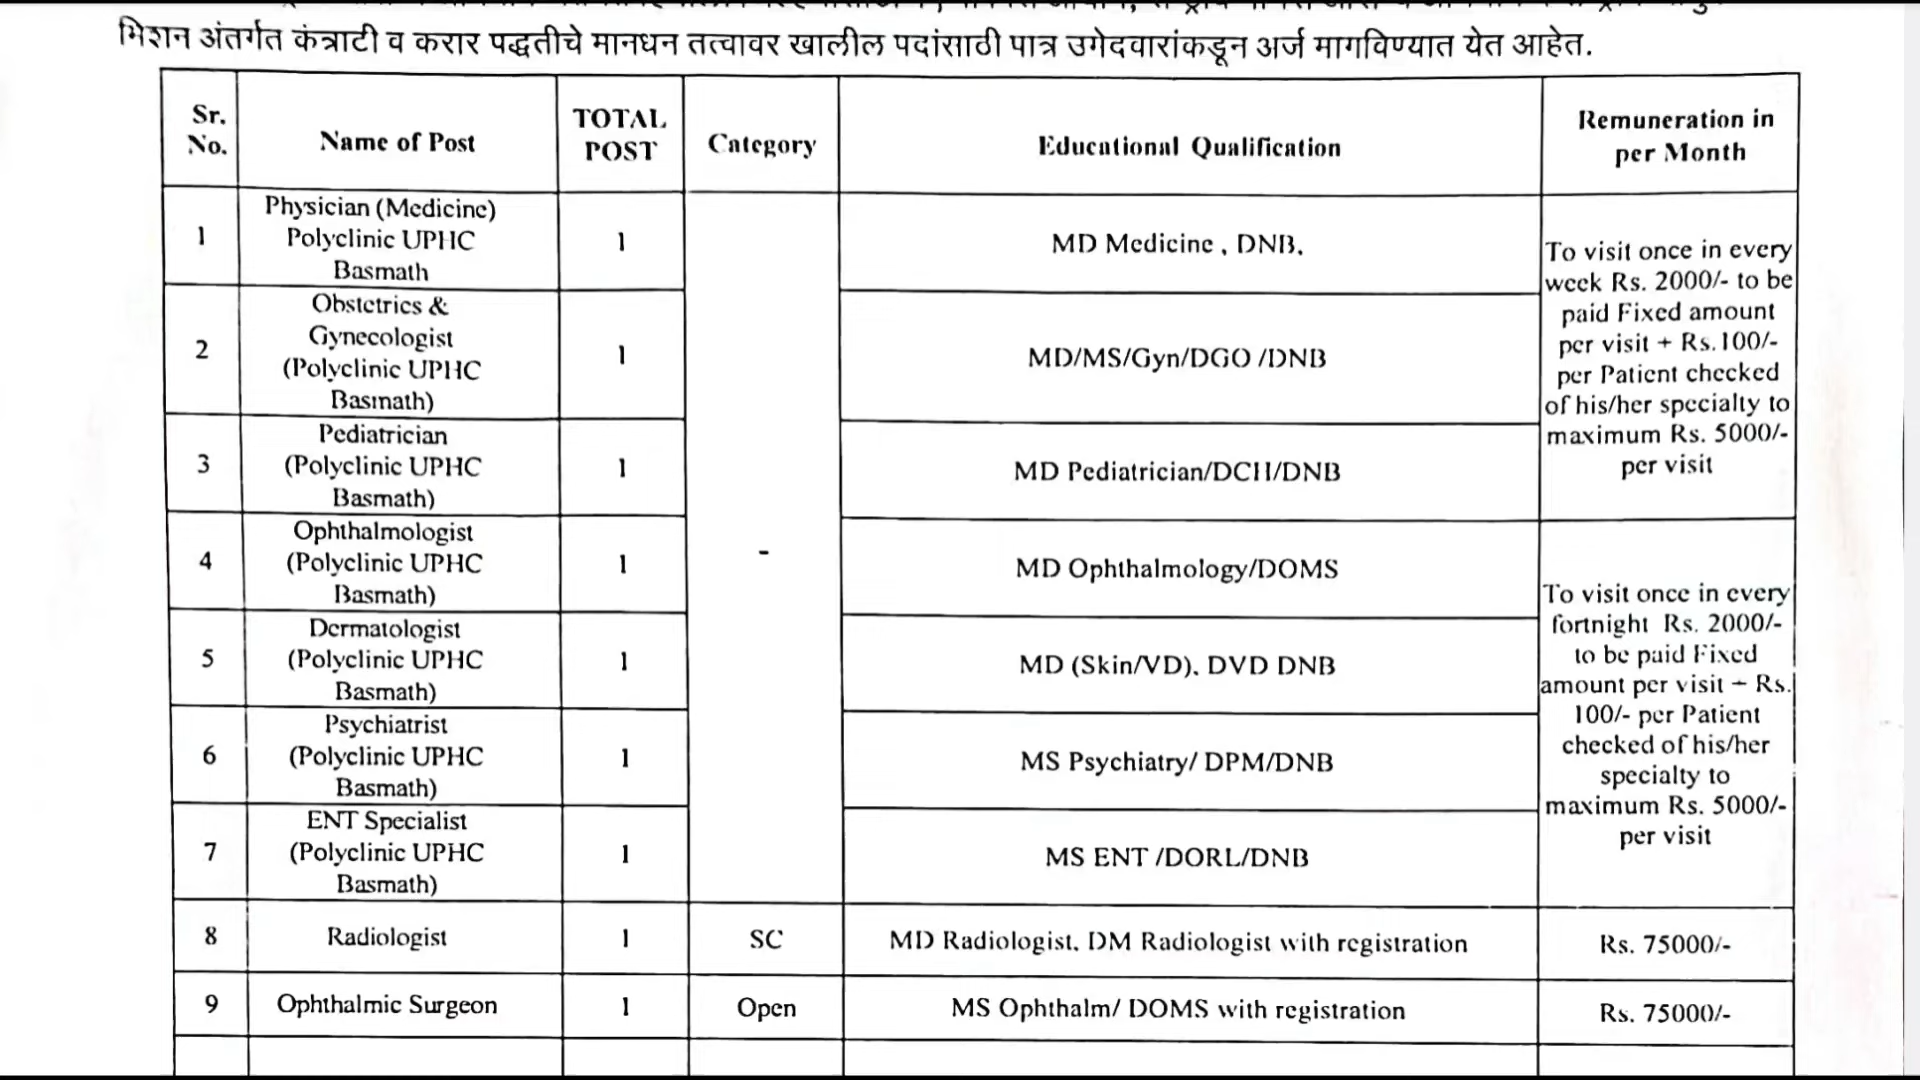 मिशन अंतर्गत कंत्राटी व करार पद्धतीचे मानधन तत्वावर खालील पदांसाठी पात्र उमेदवारांकडून अर्ज मागविण्यात येत आहेत.
Sr. No. Name of Post TOTAL POST Category Educational Qualification Remuneration in per Month
1 Physician (Medicine) Polyclinic UPHC Basmath 1 MD Medicine , DNB.
To visit once in every week Rs. 2000/- to be paid Fixed amount per visit + Rs.100/- per Patient checked of his/her specialty to maximum Rs. 5000/- per visit
2 Obstetrics & Gynecologist (Polyclinic UPHC Basmath) 1 MD/MS/Gyn/DGO /DNB
3 Pediatrician (Polyclinic UPHC Basmath) 1 MD Pediatrician/DCH/DNB
4 Ophthalmologist (Polyclinic UPHC Basmath) 1 - MD Ophthalmology/DOMS
To visit once in every fortnight Rs. 2000/- to be paid Fixed amount per visit + Rs. 100/- per Patient checked of his/her specialty to maximum Rs. 5000/- per visit
5 Dermatologist (Polyclinic UPHC Basmath) 1 MD (Skin/VD), DVD DNB
6 Psychiatrist (Polyclinic UPHC Basmath) 1 MS Psychiatry/ DPM/DNB
7 ENT Specialist (Polyclinic UPHC Basmath) 1 MS ENT /DORL/DNB
8 Radiologist 1 SC MD Radiologist, DM Radiologist with registration Rs. 75000/-
9 Ophthalmic Surgeon 1 Open MS Ophthalm/ DOMS with registration Rs. 75000/-